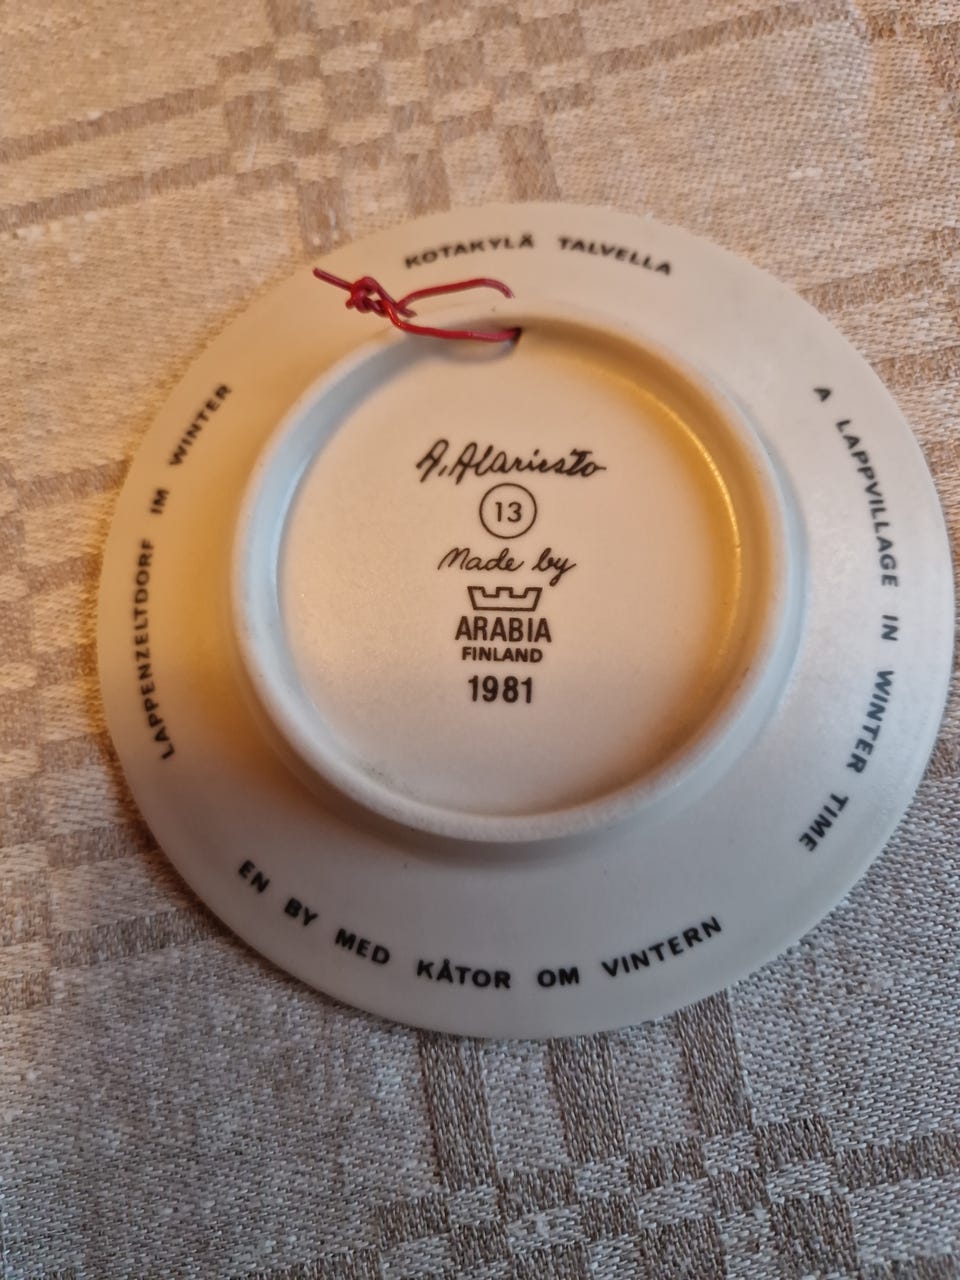 KOTAKYLÄ TALVELLA
A LAPPVILLAGE IN WINTER TIME
EN BY MED KÅTOR OM VINTERN
LAPPENZELTDORF IM WINTER
A. Alariesto
13
Made by
ARABIA
FINLAND
1981